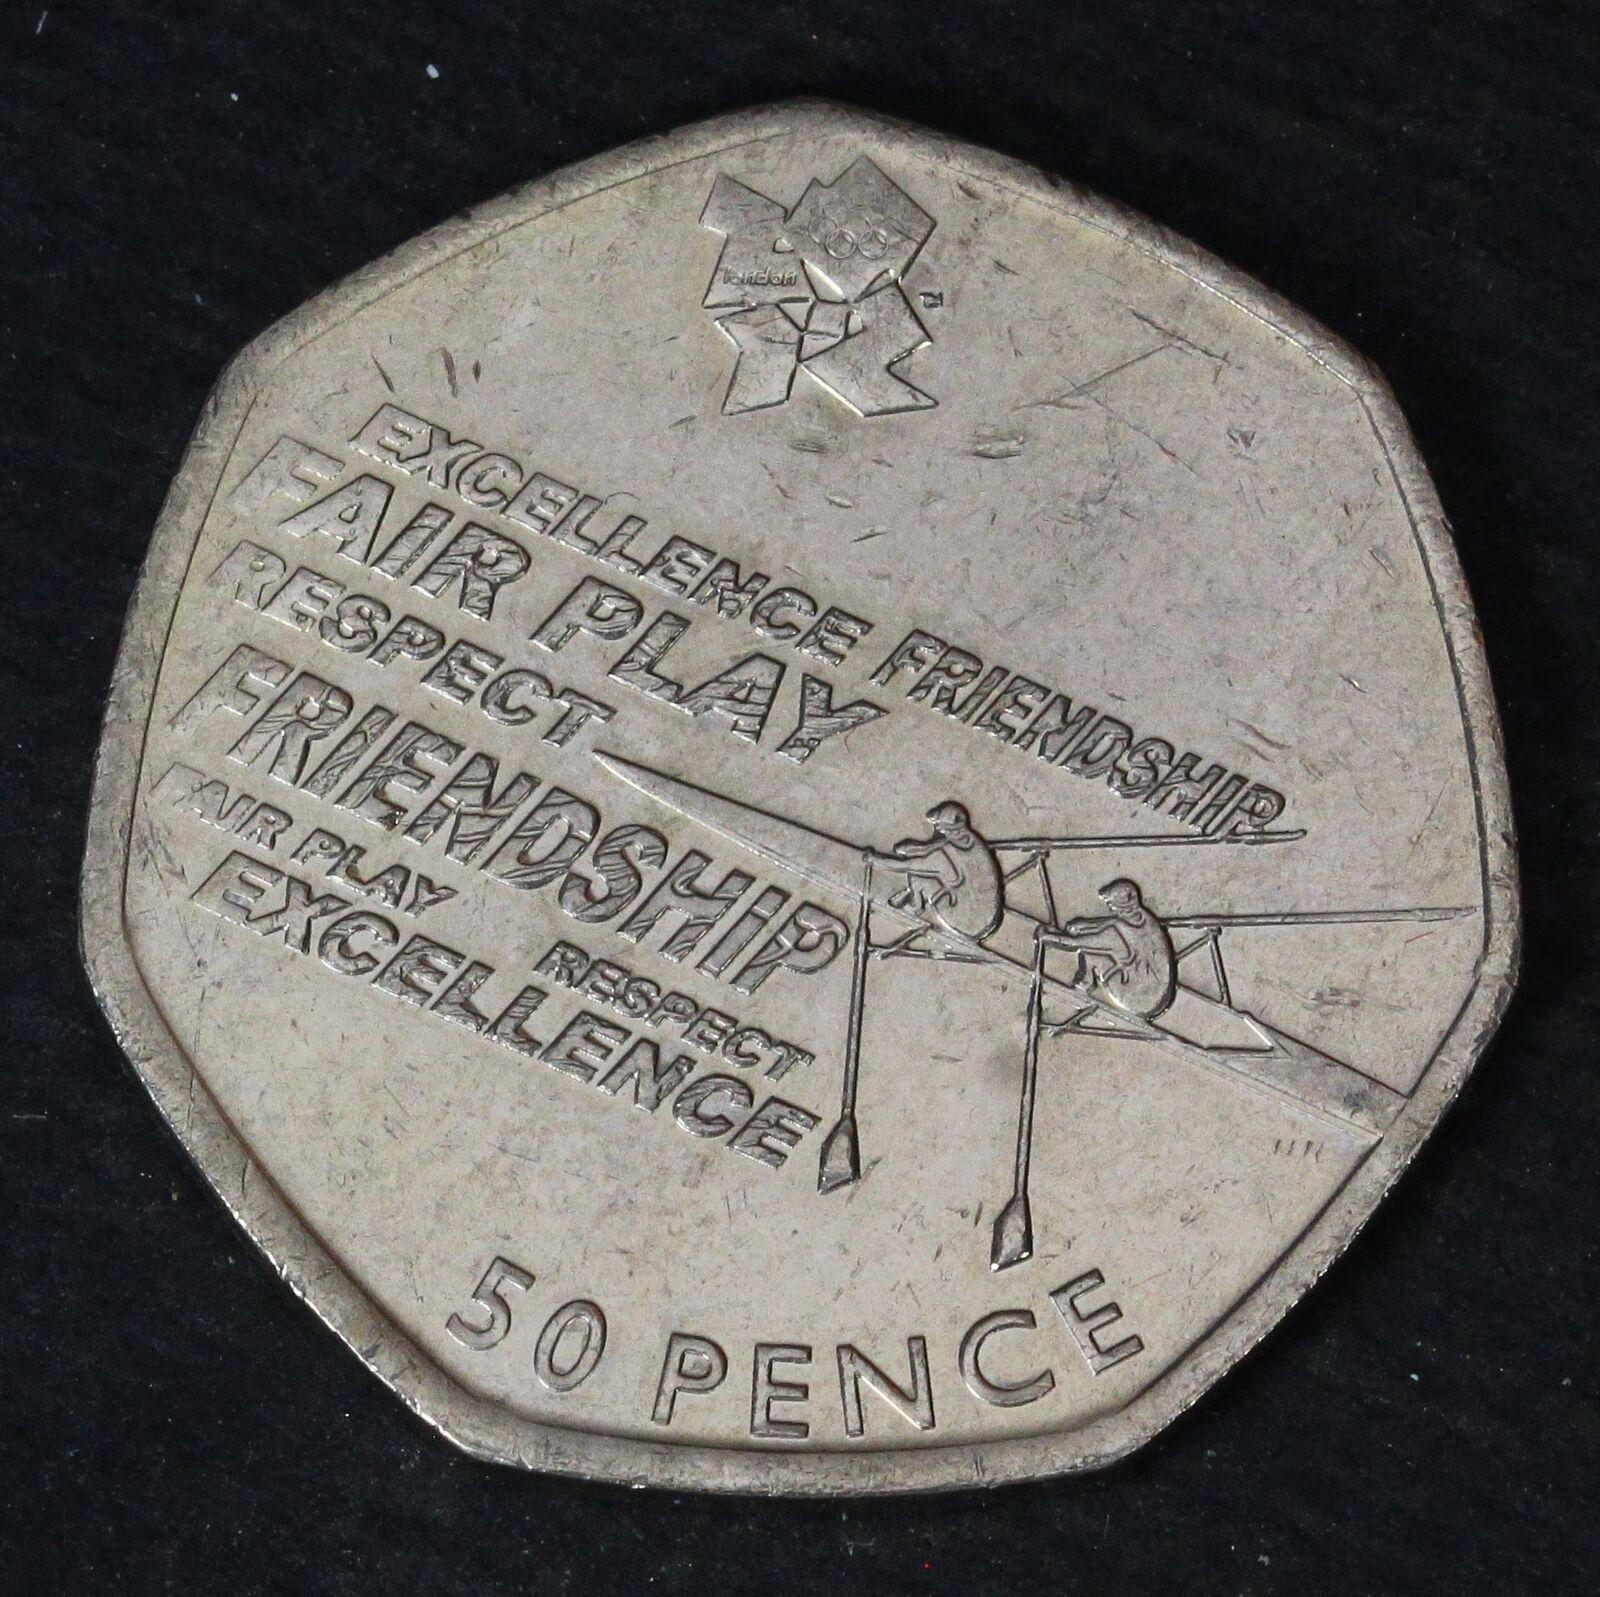 london
EXCELLENCE FRIENDSHIP
FAIR PLAY
RESPECT
FRIENDSHIP
FAIR PLAY RESPECT
EXCELLENCE
50 PENCE